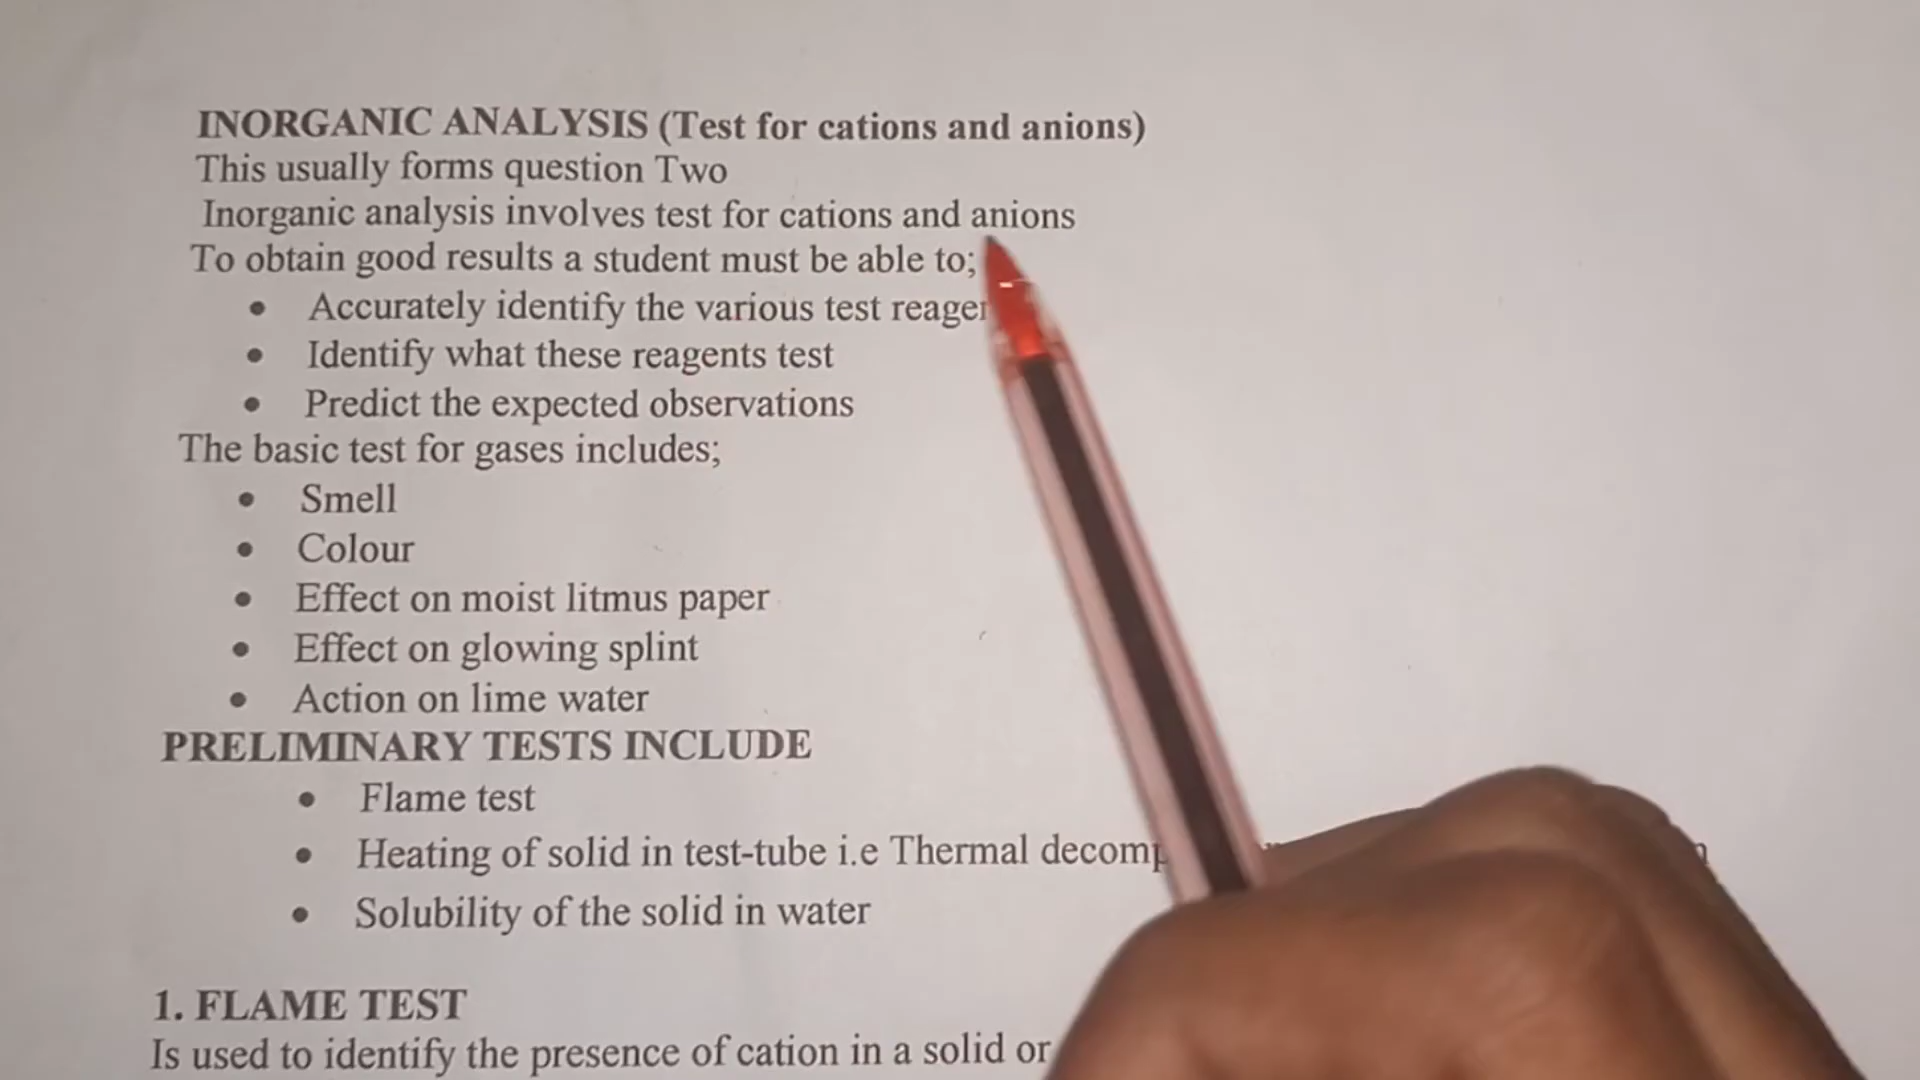 INORGANIC ANALYSIS (Test for cations and anions)
This usually forms question Two
Inorganic analysis involves test for cations and anions
To obtain good results a student must be able to;
• Accurately identify the various test
• Identify what these reagents test
• Predict the expected observations
The basic test for gases includes;
• Smell
• Colour
• Effect on moist litmus paper
• Effect on glowing splint
• Action on lime water
PRELIMINARY TESTS INCLUDE
• Flame test
• Heating of solid in test-tube i.e Thermal
• Solubility of the solid in water
1. FLAME TEST
Is used to identify the presence of cation in a solid or